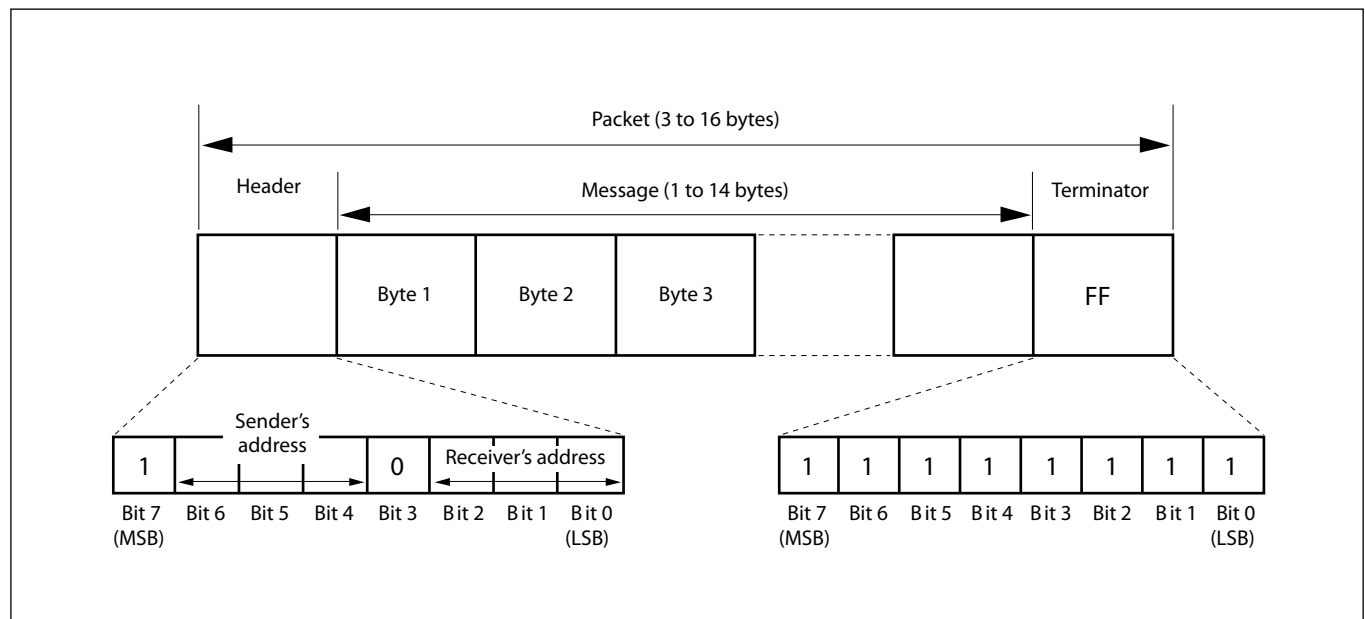 Packet (3 to 16 bytes)
Header
Message (1 to 14 bytes)
Terminator
Byte 1
Byte 2
Byte 3
FF
Sender's
address
1
0
Receiver's address
Bit 7 Bit 6 Bit 5 Bit 4 Bit 3 Bit 2 Bit 1 Bit 0
(MSB) (LSB)
1 1 1 1 1 1 1 1
Bit 7 Bit 6 Bit 5 Bit 4 Bit 3 Bit 2 Bit 1 Bit 0
(MSB) (LSB)